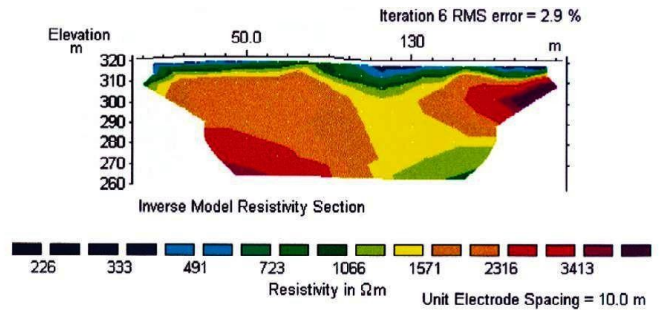 Iteration 6 RMS error = 2.9 %
Elevation
m
50.0
130
m
320
310
300
290
280
270
260
Inverse Model Resistivity Section
226 333 491 723 1066 1571 2316 3413
Resistivity in Ωm
Unit Electrode Spacing = 10.0 m